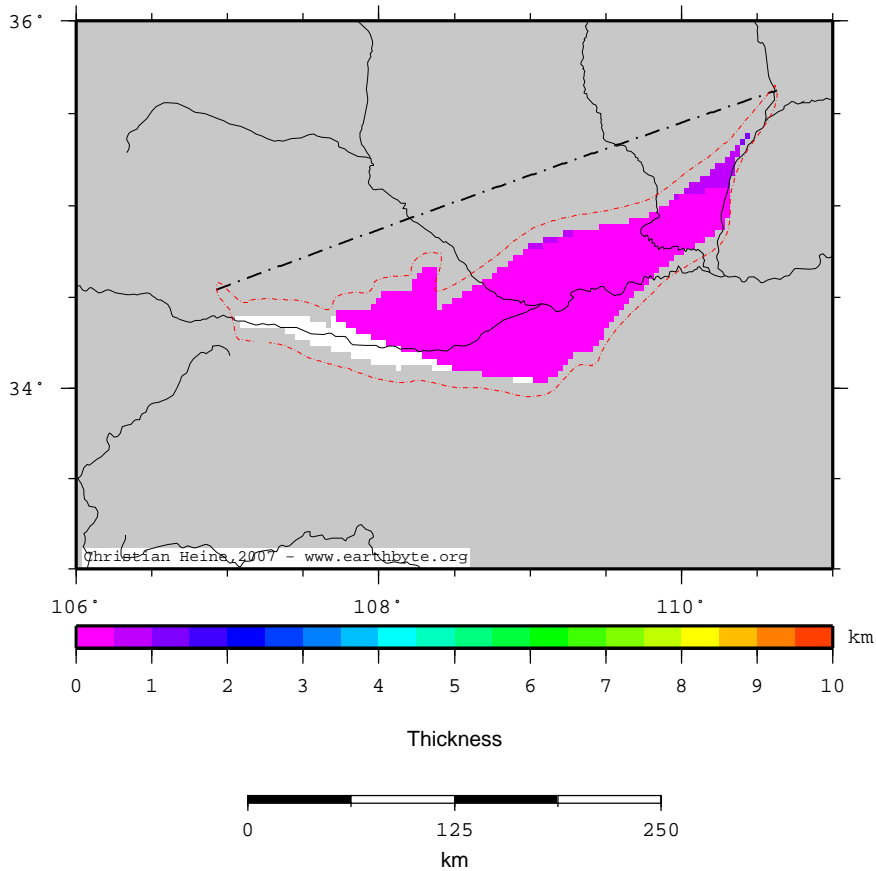 36°
34°
Christian Heine,2007 - www.earthbyte.org
106° 108° 110°
km
0 1 2 3 4 5 6 7 8 9 10
Thickness
0 125 250
km